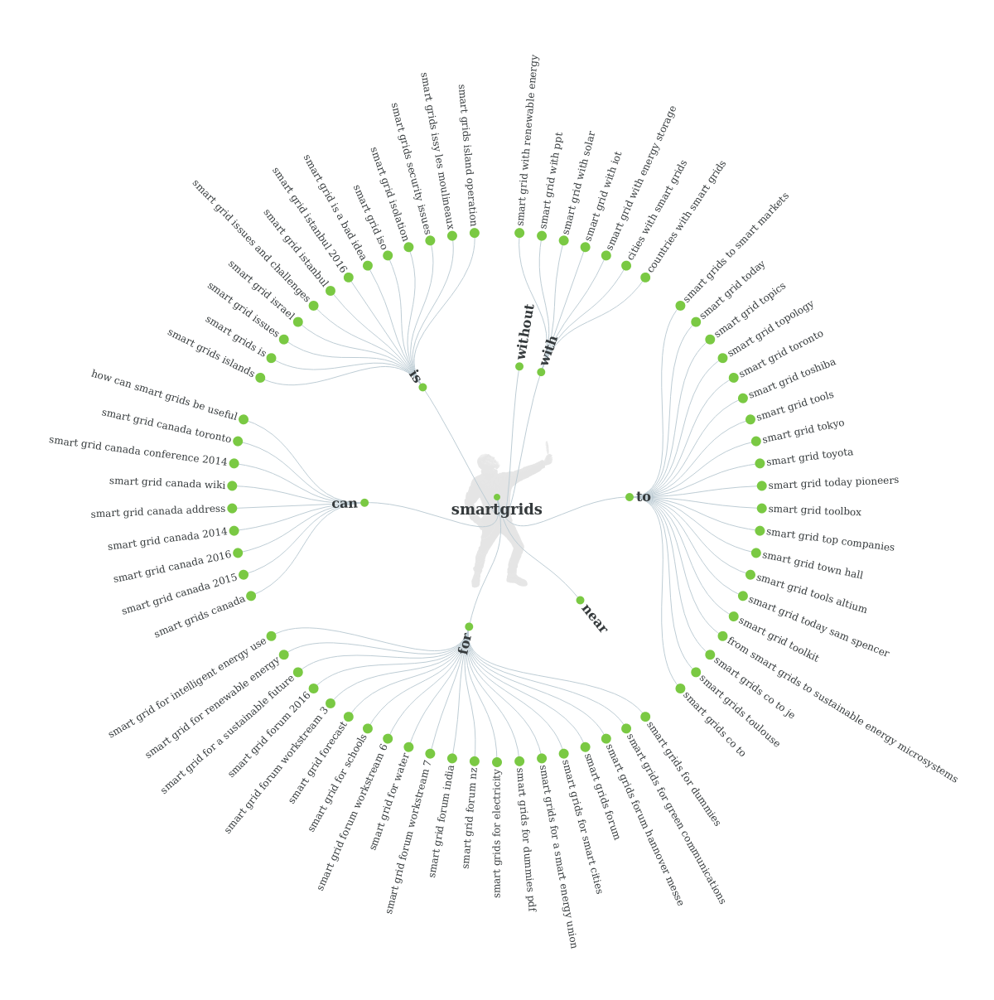 smartgrids
without
with
smart grid with renewable energy
smart grid with ppt
smart grid with solar
smart grid with iot
smart grid with energy storage
cities with smart grids
countries with smart grids
to
smart grids to smart markets
smart grid today
smart grid topics
smart grid topology
smart grid toronto
smart grid toshiba
smart grid tools
smart grid tokyo
smart grid toyota
smart grid today pioneers
smart grid toolbox
smart grid top companies
smart grid town hall
smart grid tools altium
smart grid today sam spencer
smart grid toolkit
from smart grids to sustainable energy microsystems
smart grids co to je
smart grids toulouse
smart grids co to
near
for
smart grids for dummies
smart grids for green communications
smart grids forum hannover messe
smart grids forum
smart grids for smart cities
smart grids for a smart energy union
smart grids for dummies pdf
smart grids for electricity
smart grid forum nz
smart grid forum india
smart grid forum workstream 7
smart grid for water
smart grid forum workstream 6
smart grid for schools
smart grid forecast
smart grid forum workstream 3
smart grid forum 2016
smart grid for a sustainable future
smart grid for renewable energy
smart grid for intelligent energy use
can
smart grids canada
smart grid canada 2015
smart grid canada 2016
smart grid canada 2014
smart grid canada address
smart grid canada wiki
smart grid canada conference 2014
smart grid canada toronto
how can smart grids be useful
is
smart grids islands
smart grids is
smart grid issues
smart grid israel
smart grid issues and challenges
smart grid istanbul
smart grid istanbul 2016
smart grid is a bad idea
smart grid iso
smart grid isolation
smart grids security issues
smart grids issy les moulineaux
smart grids island operation